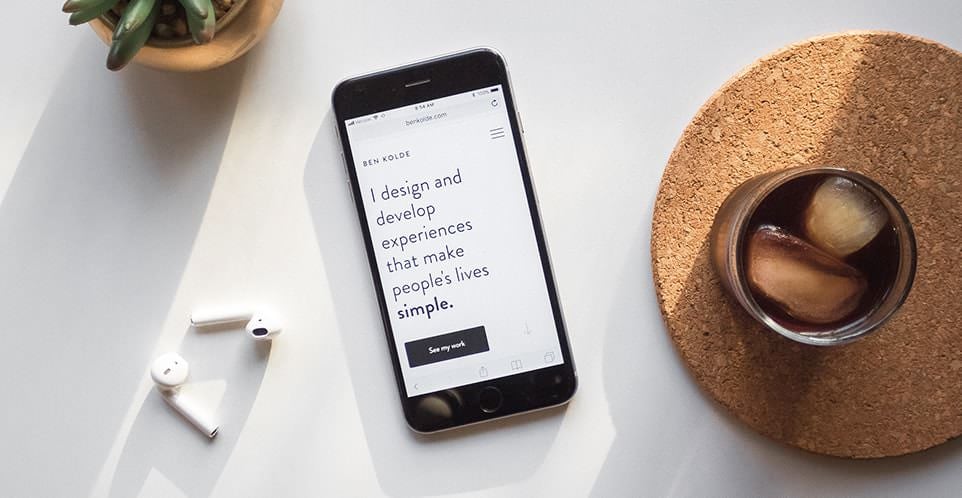 Verizon 9:54 AM 100%
benkolde.com
BEN KOLDE
I design and
develop
experiences
that make
people's lives
simple.
See my work